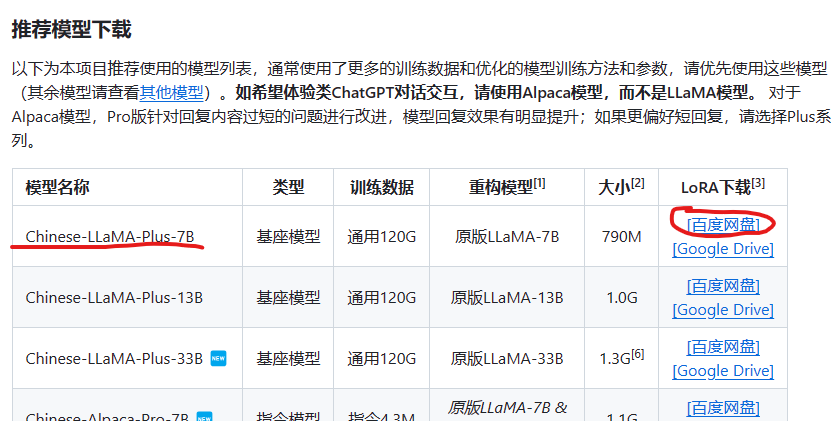 推荐模型下载
以下为本项目推荐使用的模型列表，通常使用了更多的训练数据和优化的模型训练方法和参数，请优先使用这些模型
（其余模型请查看其他模型）。如希望体验类ChatGPT对话交互，请使用Alpaca模型，而不是LLaMA模型。 对于
Alpaca模型，Pro版针对回复内容过短的问题进行改进，模型回复效果有明显提升；如果更偏好短回复，请选择Plus系
列。
模型名称 类型 训练数据 重构模型[1] 大小[2] LoRA下载[3]
Chinese-LLaMA-Plus-7B 基座模型 通用120G 原版LLaMA-7B 790M [百度网盘]
[Google Drive]
Chinese-LLaMA-Plus-13B 基座模型 通用120G 原版LLaMA-13B 1.0G [百度网盘]
[Google Drive]
Chinese-LLaMA-Plus-33B NEW 基座模型 通用120G 原版LLaMA-33B 1.3G[6] [百度网盘]
[Google Drive]
Chinese-Alpaca-Pro-7B NEW 指令模型 指令4.3M 原版LLaMA-7B & 1.1G [百度网盘]